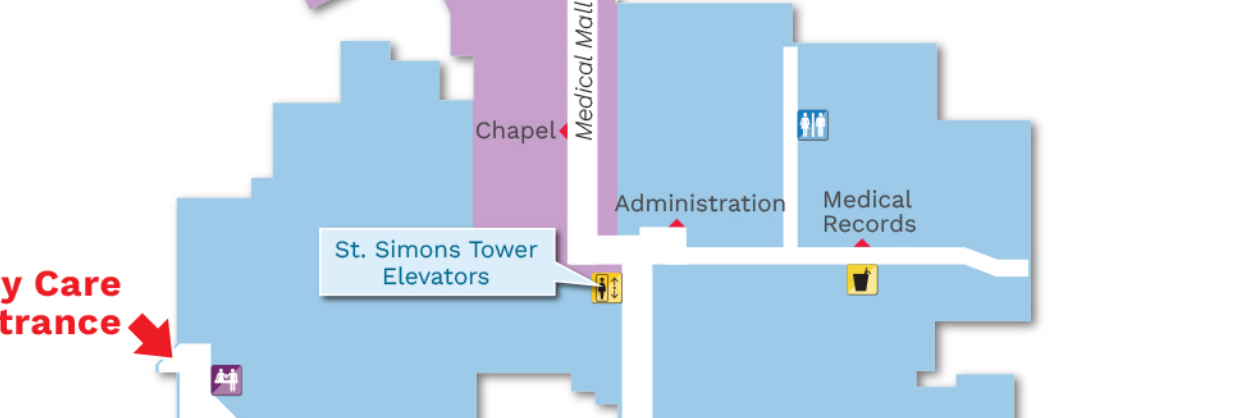 Medical Mall
Chapel
Administration
Medical
Records
St. Simons Tower
Elevators
y Care
trance